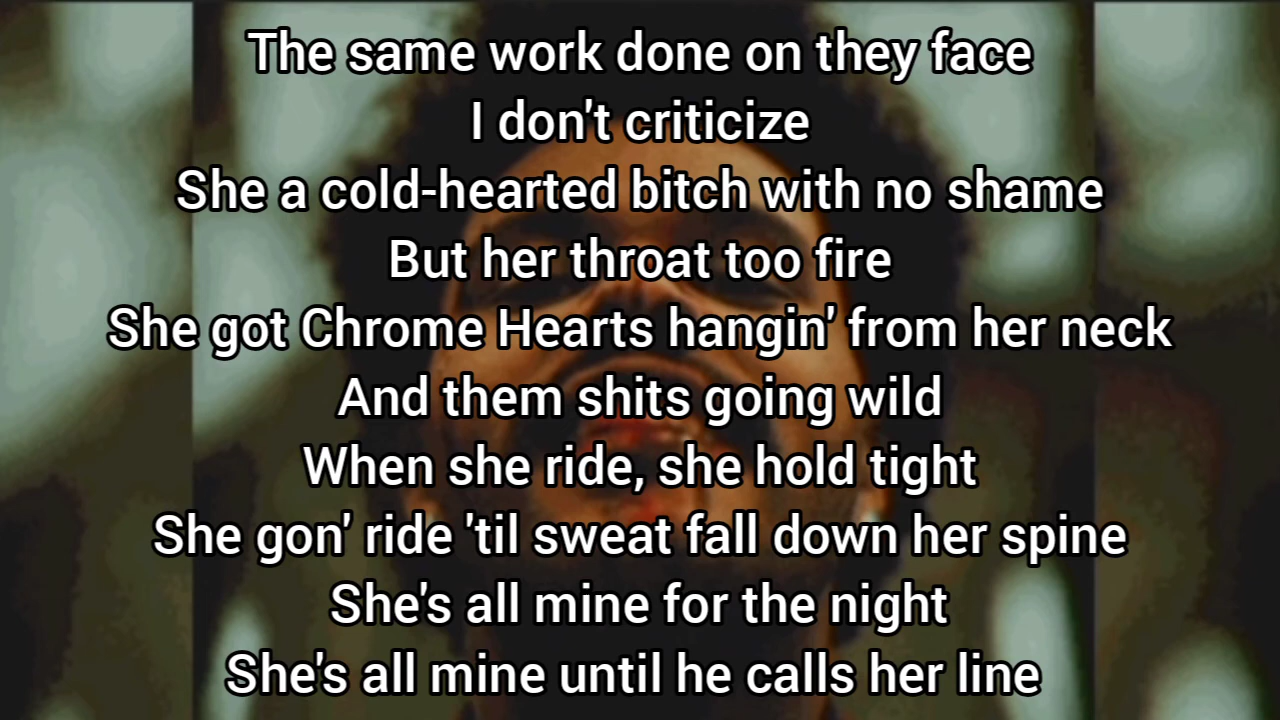 The same work done on they face
I don't criticize
She a cold-hearted bitch with no shame
But her throat too fire
She got Chrome Hearts hangin' from her neck
And them shits going wild
When she ride, she hold tight
She gon' ride 'til sweat fall down her spine
She's all mine for the night
She's all mine until he calls her line